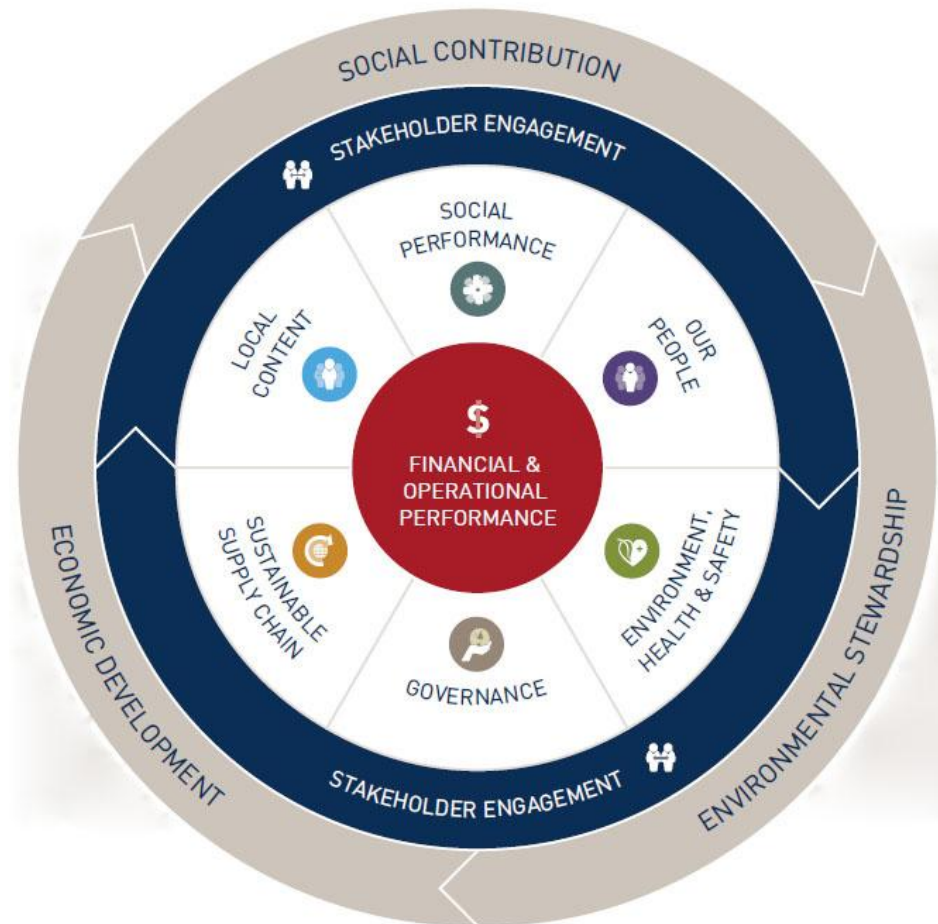 SOCIAL CONTRIBUTION
STAKEHOLDER ENGAGEMENT
SOCIAL
PERFORMANCE
LOCAL
CONTENT
OUR
PEOPLE
$
FINANCIAL &
OPERATIONAL
PERFORMANCE
SUSTAINABLE
SUPPLY CHAIN
ENVIRONMENT,
HEALTH & SAFETY
GOVERNANCE
STAKEHOLDER ENGAGEMENT
ECONOMIC DEVELOPMENT
ENVIRONMENTAL STEWARDSHIP